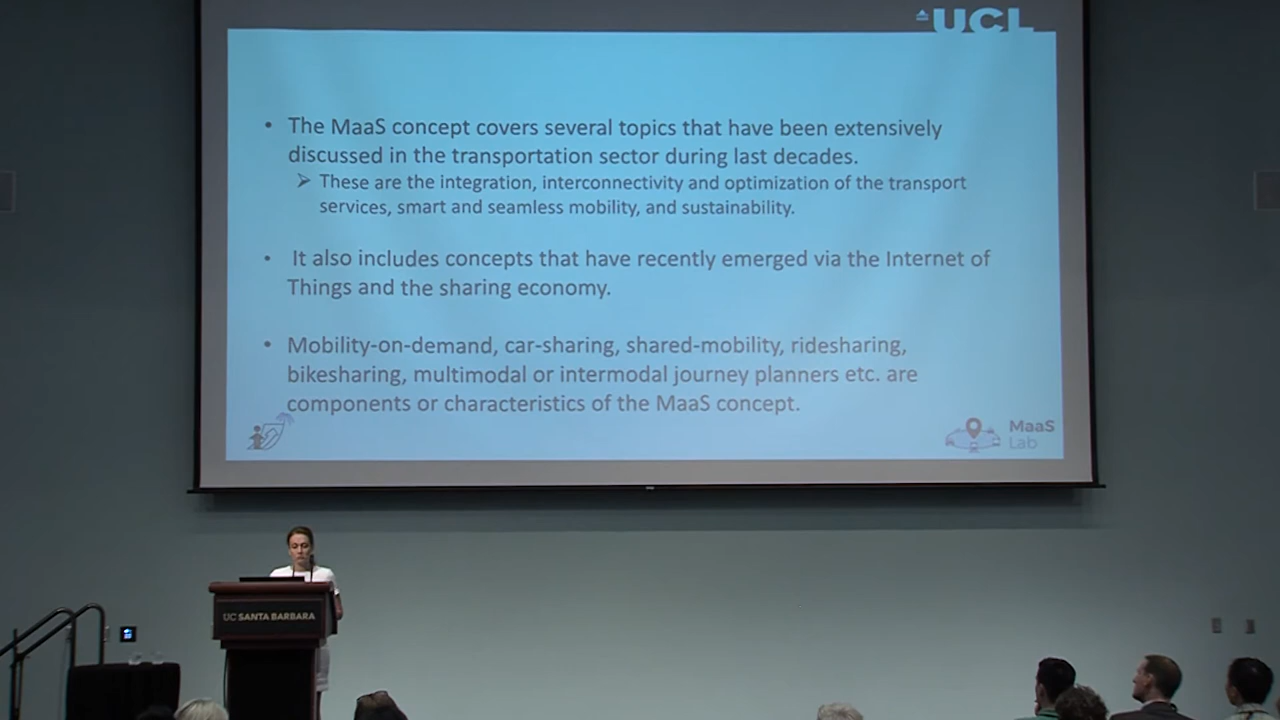 UCL
• The MaaS concept covers several topics that have been extensively
discussed in the transportation sector during last decades.
➢ These are the integration, interconnectivity and optimization of the transport
services, smart and seamless mobility, and sustainability.
• It also includes concepts that have recently emerged via the Internet of
Things and the sharing economy.
• Mobility-on-demand, car-sharing, shared-mobility, ridesharing,
bikesharing, multimodal or intermodal journey planners etc. are
components or characteristics of the MaaS concept.
MaaS
Lab
UC SANTA BARBARA